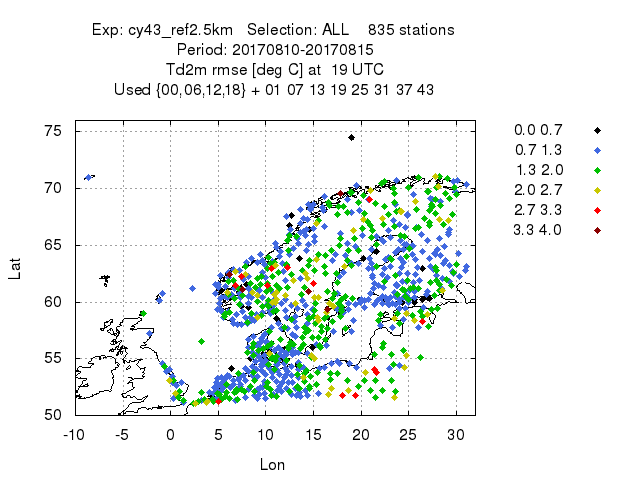 Exp: cy43_ref2.5km   Selection: ALL    835 stations
Period: 20170810-20170815
Td2m rmse [deg C] at  19 UTC
Used {00,06,12,18} + 01 07 13 19 25 31 37 43
0.0 0.7
0.7 1.3
1.3 2.0
2.0 2.7
2.7 3.3
3.3 4.0
75
70
65
60
55
50
Lat
-10 -5 0 5 10 15 20 25 30
Lon